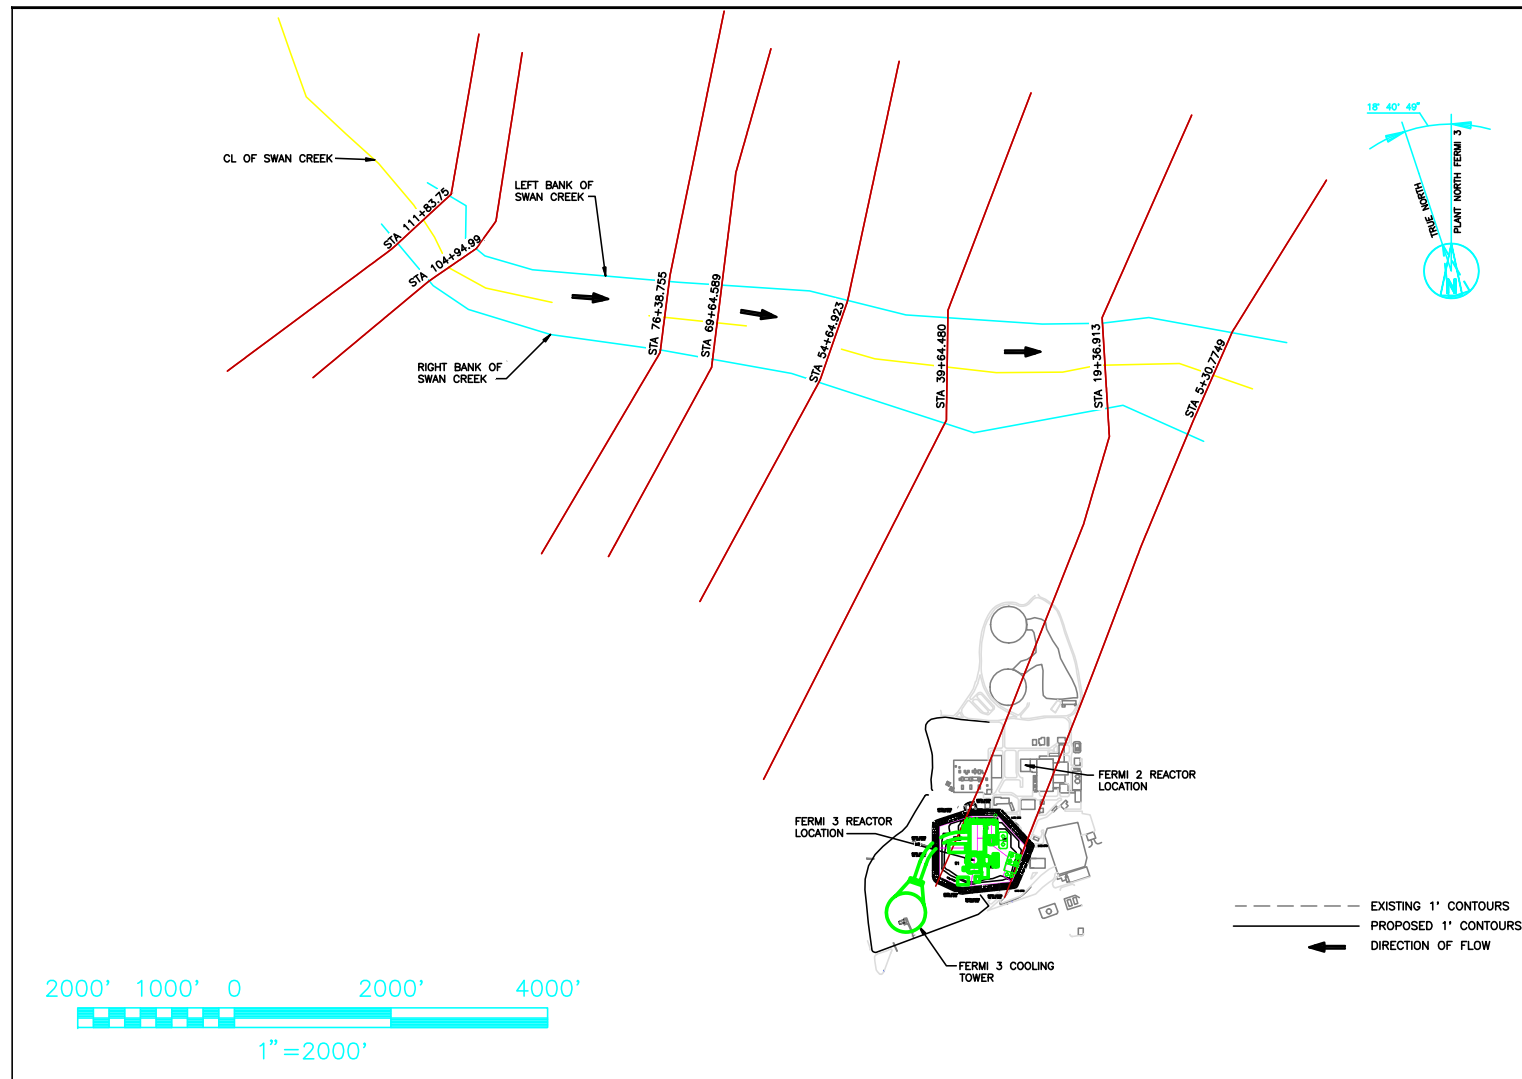 18° 40' 49"
PLANT NORTH FERMI 3
TRUE NORTH
N
CL OF SWAN CREEK
LEFT BANK OF
SWAN CREEK
STA 111+83.75
STA 104+94.99
STA 76+38.755
STA 69+64.589
STA 54+64.923
STA 39+64.480
STA 19+36.913
STA 5+30.7749
RIGHT BANK OF
SWAN CREEK
FERMI 2 REACTOR
LOCATION
FERMI 3 REACTOR
LOCATION
EXISTING 1' CONTOURS
PROPOSED 1' CONTOURS
DIRECTION OF FLOW
FERMI 3 COOLING
TOWER
2000' 1000' 0 2000' 4000'
1"=2000'